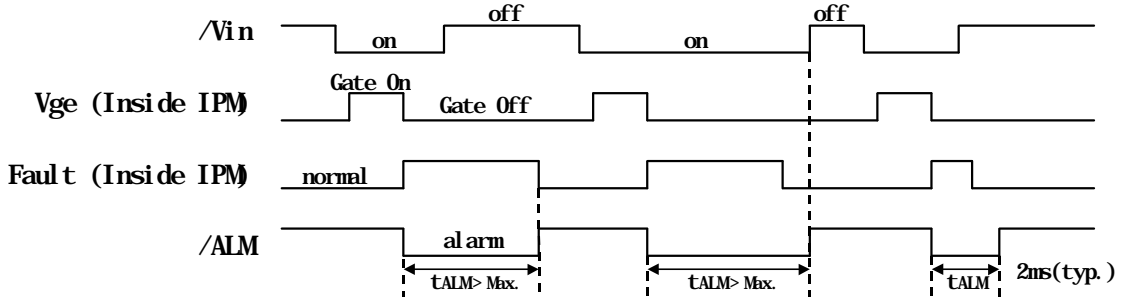 off off
/Vin on on
Gate On
Vge (Inside IPM) Gate Off
Fault (Inside IPM) normal
/ALM alarm
tALM> Max. tALM> Max. tALM 2ms(typ.)